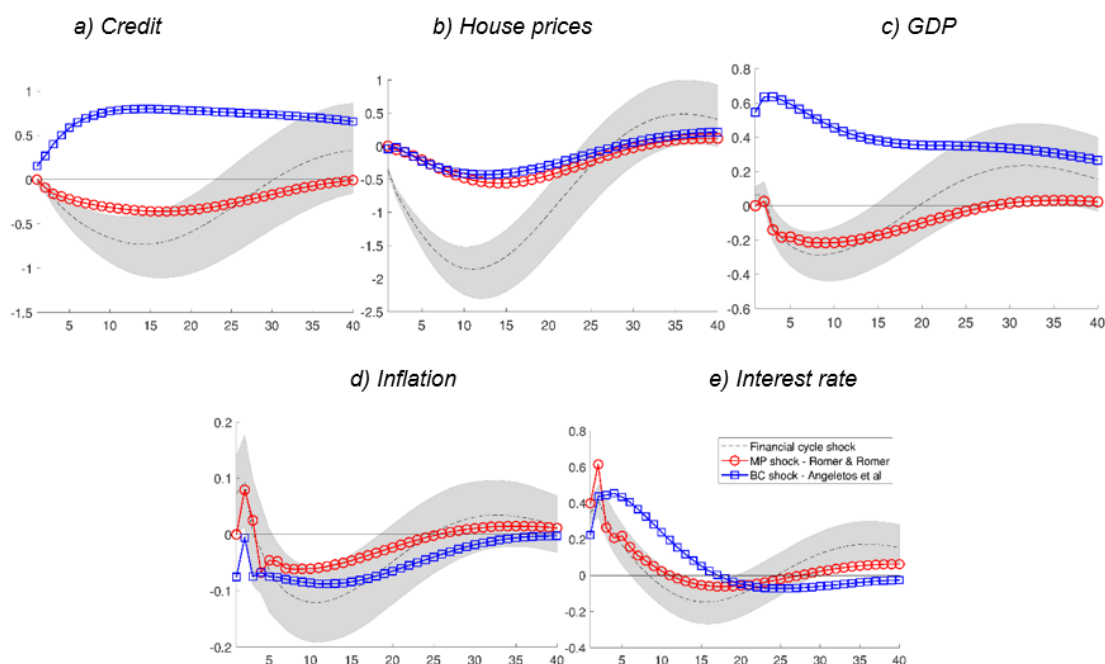 a) Credit
b) House prices
c) GDP
1
0.5
0
-0.5
-1
-1.5
5 10 15 20 25 30 35 40
1
0.5
0
-0.5
-1
-1.5
-2
-2.5
5 10 15 20 25 30 35 40
0.8
0.6
0.4
0.2
0
-0.2
-0.4
-0.6
5 10 15 20 25 30 35 40
d) Inflation
e) Interest rate
0.2
0.1
0
-0.1
-0.2
5 10 15 20 25 30 35 40
0.8
0.6
0.4
0.2
0
-0.2
-0.4
5 10 15 20 25 30 35 40
Financial cycle shock
MP shock - Romer & Romer
BC shock - Angeletos et al